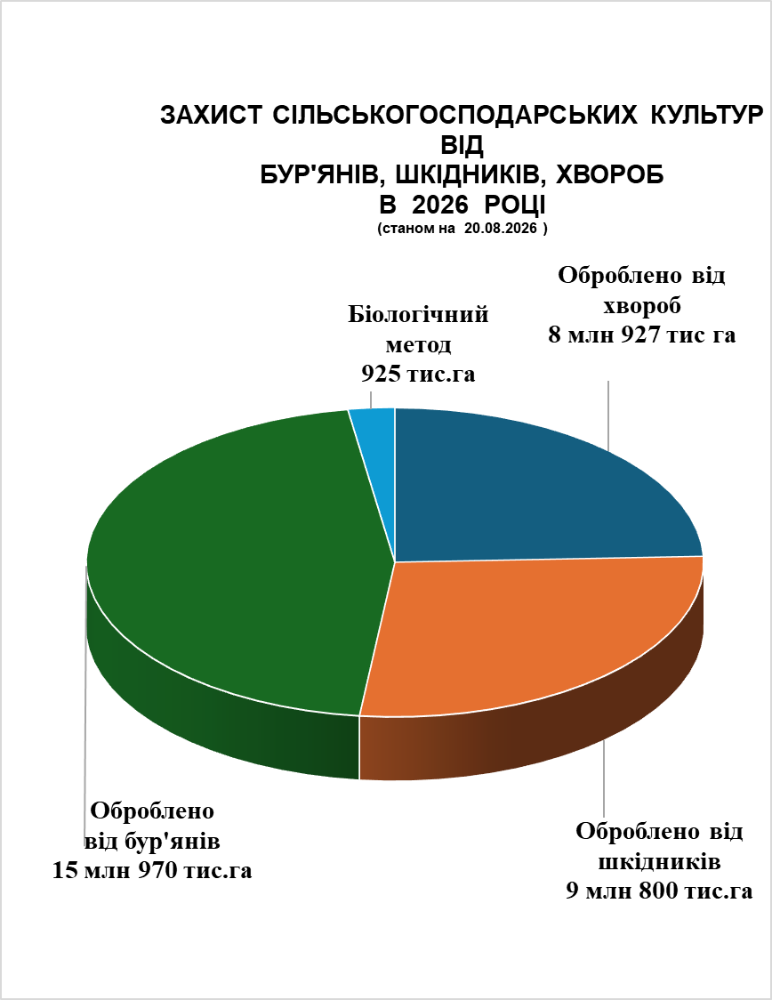 ЗАХИСТ СІЛЬСЬКОГОСПОДАРСЬКИХ КУЛЬТУР
ВІД
БУР'ЯНІВ, ШКІДНИКІВ, ХВОРОБ
В 2026 РОЦІ
(станом на 20.08.2026 )
Оброблено від
хвороб
8 млн 927 тис га
Біологічний
метод
925 тис.га
Оброблено
від бур'янів
15 млн 970 тис.га
Оброблено від
шкідників
9 млн 800 тис.га